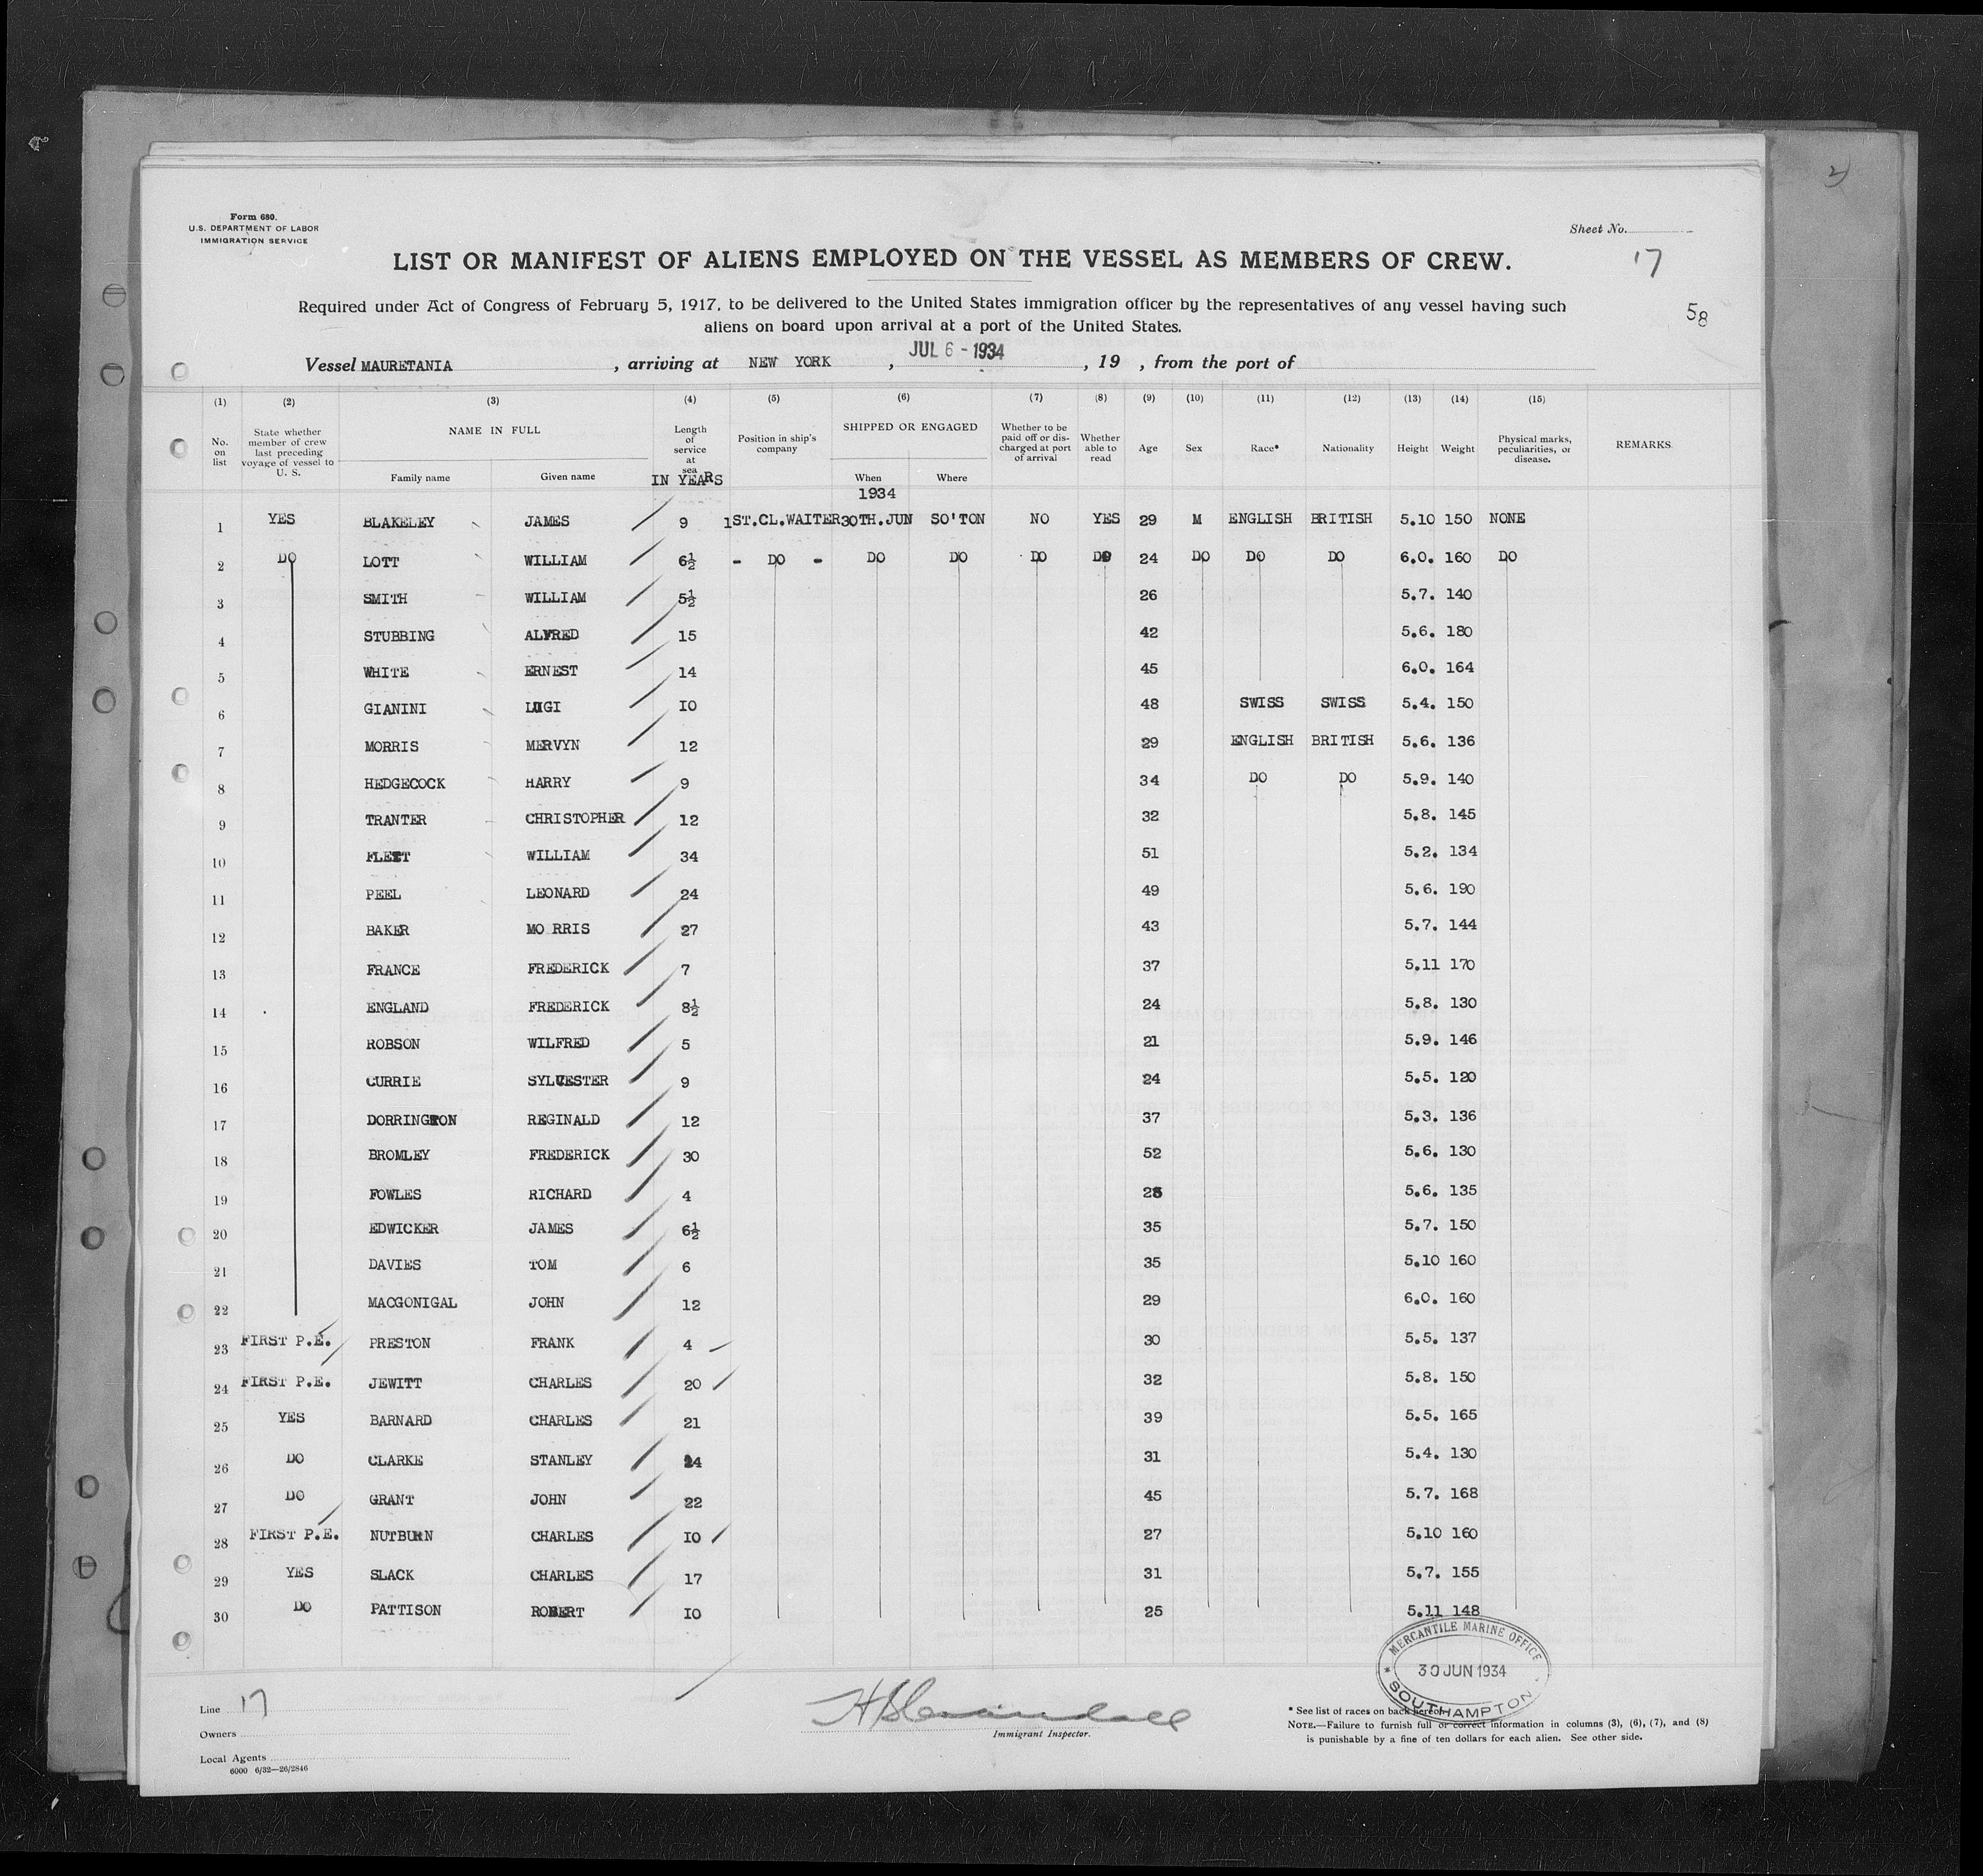 Form 680.
U.S. DEPARTMENT OF LABOR
IMMIGRATION SERVICE
Sheet No.
17
58
LIST OR MANIFEST OF ALIENS EMPLOYED ON THE VESSEL AS MEMBERS OF CREW.
Required under Act of Congress of February 5, 1917, to be delivered to the United States immigration officer by the representatives of any vessel having such
aliens on board upon arrival at a port of the United States.
Vessel MAURETANIA, arriving at NEW YORK, JUL 6 - 1934, 19 , from the port of
(1) (2) (3) (4) (5) (6) (7) (8) (9) (10) (11) (12) (13) (14) (15)
No. on list State whether member of crew last preceding voyage of vessel to U. S. NAME IN FULL Family name Given name Length of service at sea IN YEARS Position in ship's company SHIPPED OR ENGAGED When Where Whether to be paid off or discharged at port of arrival Whether able to read Age Sex Race* Nationality Height Weight Physical marks, peculiarities, or disease. REMARKS
1934
1 YES BLAKELEY JAMES 9 1ST.CL.WAITER 30TH.JUN SO'TON NO YES 29 M ENGLISH BRITISH 5.10 150 NONE
2 DO LOTT WILLIAM 6½ - DO - DO DO DO DO 24 DO DO DO 6.0. 160 DO
3 SMITH WILLIAM 5½ 26 5.7. 140
4 STUBBING ALFRED 15 42 5.6. 180
5 WHITE ERNEST 14 45 6.0. 164
6 GIANINI LUIGI 10 48 SWISS SWISS 5.4. 150
7 MORRIS MERVYN 12 29 ENGLISH BRITISH 5.6. 136
8 HEDGECOCK HARRY 9 34 DO DO 5.9. 140
9 TRANTER CHRISTOPHER 12 32 5.8. 145
10 FLEET WILLIAM 34 51 5.2. 134
11 PEEL LEONARD 24 49 5.6. 190
12 BAKER MO RRIS 27 43 5.7. 144
13 FRANCE FREDERICK 7 37 5.11 170
14 ENGLAND FREDERICK 8½ 24 5.8. 130
15 ROBSON WILFRED 5 21 5.9. 146
16 CURRIE SYLVESTER 9 24 5.5. 120
17 DORRINGTON REGINALD 12 37 5.3. 136
18 BROMLEY FREDERICK 30 52 5.6. 130
19 FOWLES RICHARD 4 5.6. 135
20 EDWICKER JAMES 6½ 35 5.7. 150
21 DAVIES TOM 6 35 5.10 160
22 MACGONIGAL JOHN 12 29 6.0. 160
23 FIRST P.E. PRESTON FRANK 4 30 5.5. 137
24 FIRST P.E. JEWITT CHARLES 20 32 5.8. 150
25 YES BARNARD CHARLES 21 39 5.5. 165
26 DO CLARKE STANLEY 31 5.4. 130
27 DO GRANT JOHN 22 45 5.7. 168
28 FIRST P.E. NUTBURN CHARLES 10 27 5.10 160
29 YES SLACK CHARLES 17 31 5.7. 155
30 DO PATTISON ROBERT 10 25 5.11 148
MERCANTILE MARINE OFFICE
30 JUN 1934
SOUTHAMPTON
Line 17
Owners
Local Agents
6000 6/32—26/2846
Immigrant Inspector.
* See list of races on back hereof.
NOTE.—Failure to furnish full or correct information in columns (3), (6), (7), and (8)
is punishable by a fine of ten dollars for each alien. See other side.